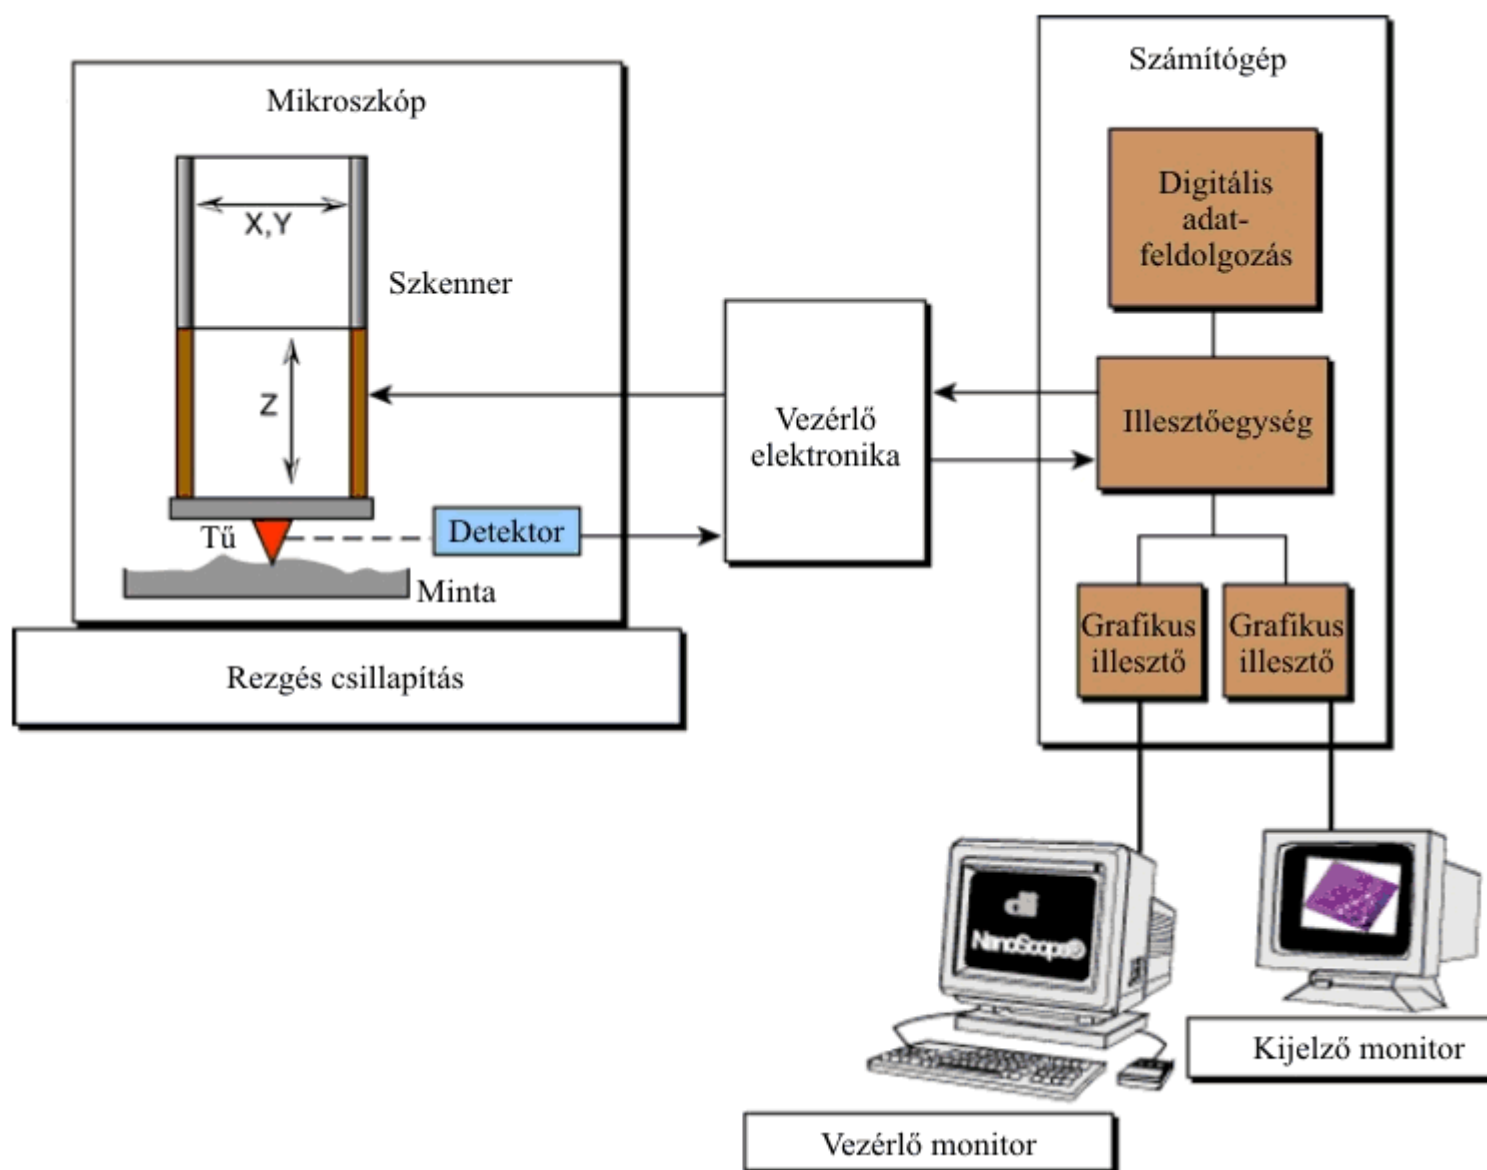 Mikroszkóp
X,Y
Szkenner
Z
Tű
Detektor
Minta
Rezgés csillapítás
Vezérlő
elektronika
Számítógép
Digitális
adat-
feldolgozás
Illesztőegység
Grafikus
illesztő
Grafikus
illesztő
di
NanoScope®
Vezérlő monitor
Kijelző monitor